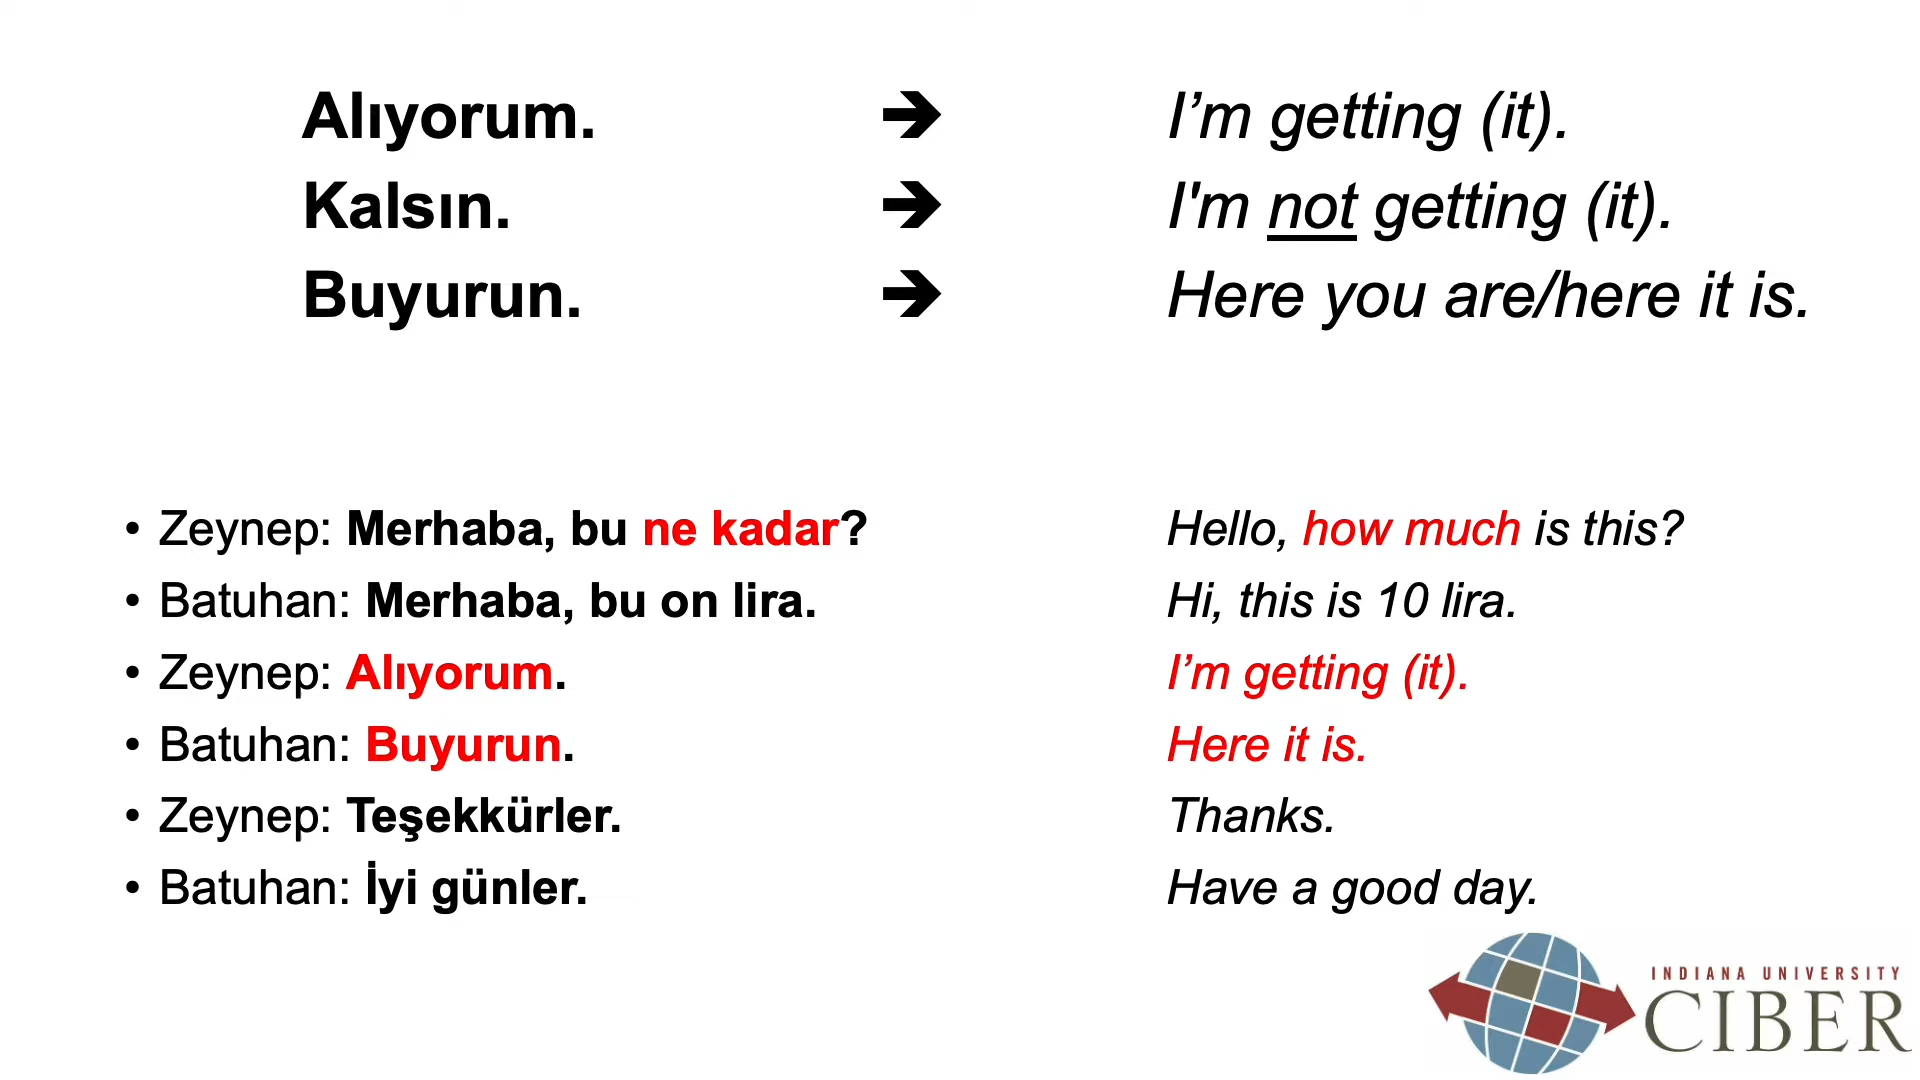 Alıyorum. ➔ I’m getting (it).
Kalsın. ➔ I'm not getting (it).
Buyurun. ➔ Here you are/here it is.
• Zeynep: Merhaba, bu ne kadar? Hello, how much is this?
• Batuhan: Merhaba, bu on lira. Hi, this is 10 lira.
• Zeynep: Alıyorum. I’m getting (it).
• Batuhan: Buyurun. Here it is.
• Zeynep: Teşekkürler. Thanks.
• Batuhan: İyi günler. Have a good day.
INDIANA UNIVERSITY
CIBER